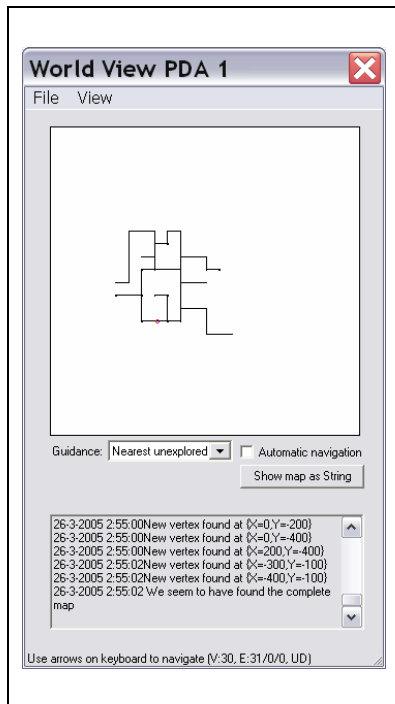 World View PDA 1
File View
Guidance: Nearest unexplored Automatic navigation
Show map as String
26-3-2005 2:55:00New vertex found at {X=0,Y=-200}
26-3-2005 2:55:00New vertex found at {X=0,Y=-400}
26-3-2005 2:55:00New vertex found at {X=200,Y=-400}
26-3-2005 2:55:02New vertex found at {X=-300,Y=-100}
26-3-2005 2:55:02New vertex found at {X=-400,Y=-100}
26-3-2005 2:55:02 We seem to have found the complete
map
Use arrows on keyboard to navigate (V:30, E:31/0/0, UD)